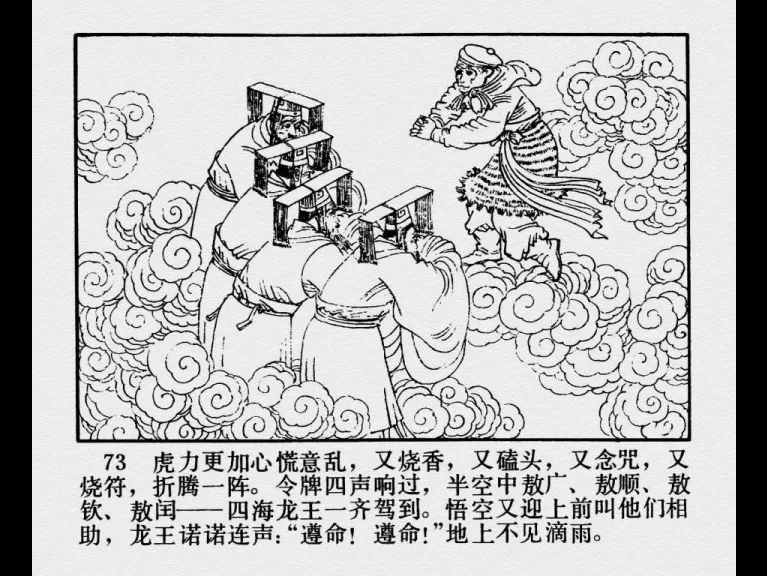 73 虎力更加心慌意乱，又烧香，又磕头，又念咒，又
烧符，折腾一阵。令牌四声响过，半空中敖广、敖顺、敖
钦、敖闰——四海龙王一齐驾到。悟空又迎上前叫他们相
助，龙王诺诺连声：“遵命！遵命！”地上不见滴雨。